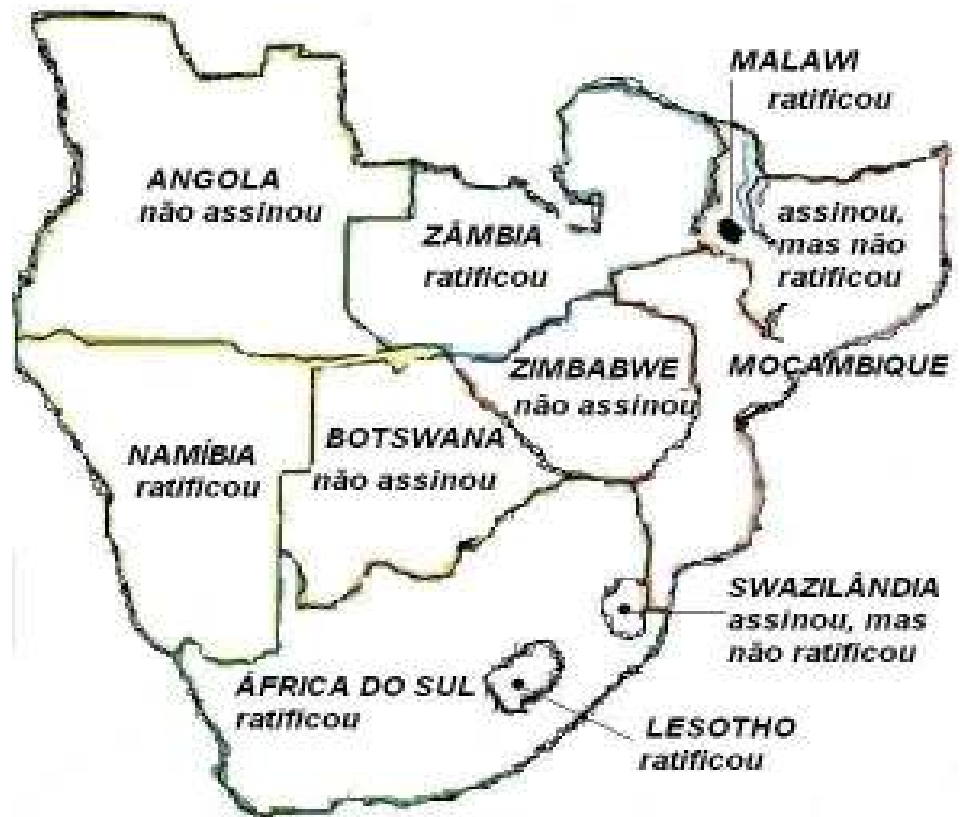 MALAWI
ratificou
ANGOLA
não assinou
ZÂMBIA
ratificou
assinou,
mas não
ratificou
MOÇAMBIQUE
ZIMBABWE
não assinou
NAMÍBIA
ratificou
BOTSWANA
não assinou
SWAZILÂNDIA
assinou, mas
não ratificou
ÁFRICA DO SUL
ratificou
LESOTHO
ratificou